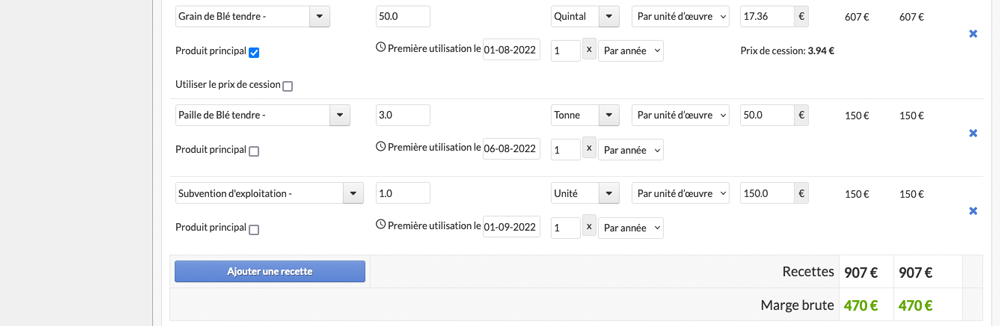 Grain de Blé tendre - 50.0 Quintal Par unité d'œuvre 17.36 € 607 € 607 €
Produit principal Première utilisation le 01-08-2022 1 x Par année Prix de cession: 3.94 €
Utiliser le prix de cession
Paille de Blé tendre - 3.0 Tonne Par unité d'œuvre 50.0 € 150 € 150 €
Produit principal Première utilisation le 06-08-2022 1 x Par année
Subvention d'exploitation - 1.0 Unité Par unité d'œuvre 150.0 € 150 € 150 €
Produit principal Première utilisation le 01-09-2022 1 x Par année
Ajouter une recette Recettes 907 € 907 €
Marge brute 470 € 470 €